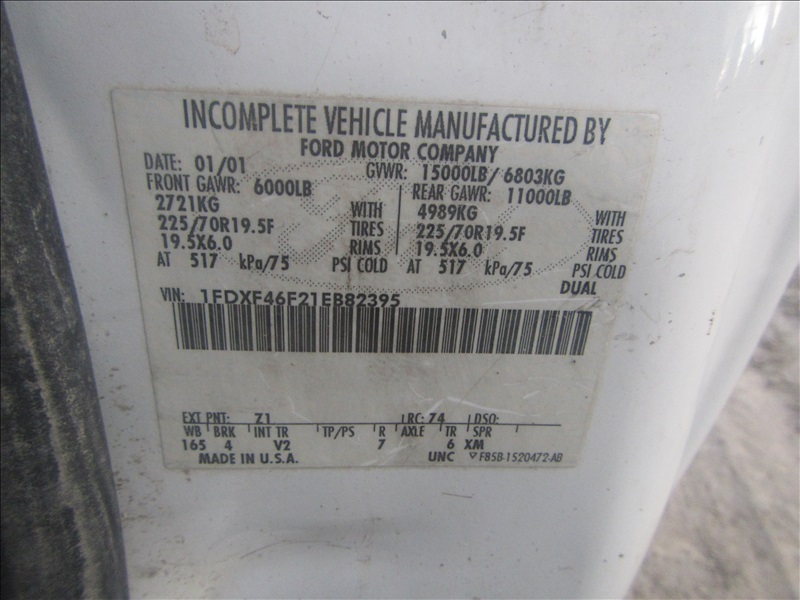 INCOMPLETE VEHICLE MANUFACTURED BY
FORD MOTOR COMPANY
DATE: 01/01 GVWR: 15000LB/ 6803KG
FRONT GAWR: 6000LB REAR GAWR: 11000LB
2721KG WITH 4989KG WITH
225/70R19.5F TIRES 225/70R19.5F TIRES
19.5X6.0 RIMS 19.5X6.0 RIMS
AT 517 kPa/75 PSI COLD AT 517 kPa/75 PSI COLD
DUAL
VIN: 1FDXF46F21EB82395
EXT PNT: Z1 RC: 74 DSO:
WB BRK INT TR TP/PS R AXLE TR SPR
165 4 V2 7 6 XM
MADE IN U.S.A. UNC F85B-1520472-AB